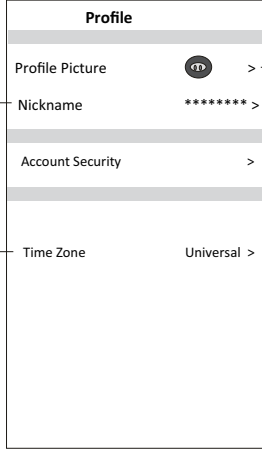 Profile
Profile Picture >
Nickname ******** >
Account Security >
Time Zone Universal >